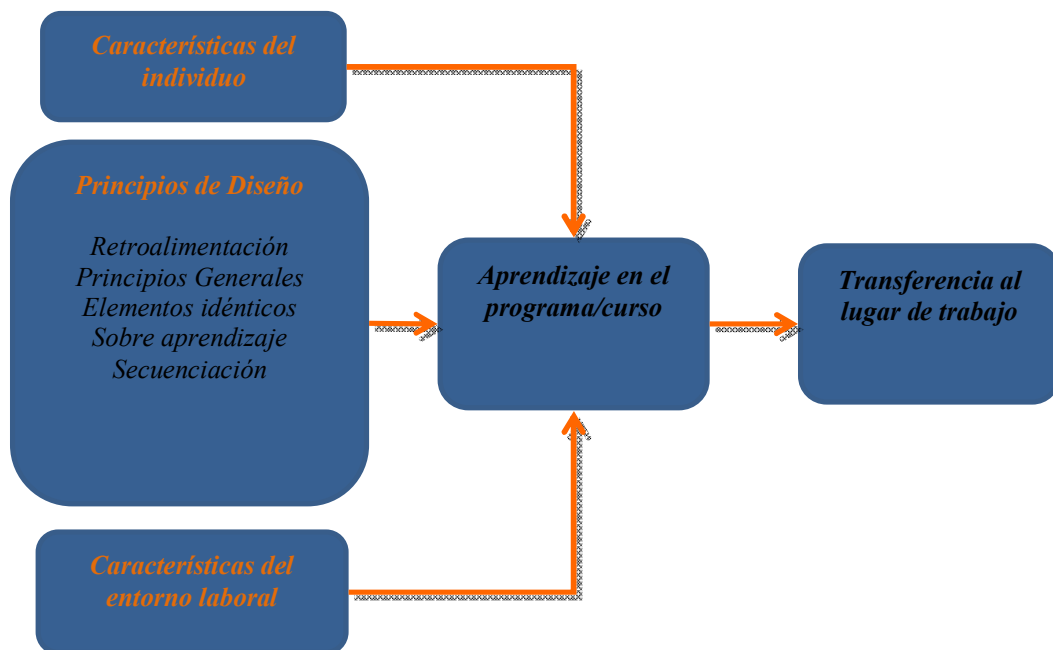 Características del
individuo
Principios de Diseño
Retroalimentación
Principios Generales
Elementos idénticos
Sobre aprendizaje
Secuenciación
Aprendizaje en el
programa/curso
Transferencia al
lugar de trabajo
Características del
entorno laboral